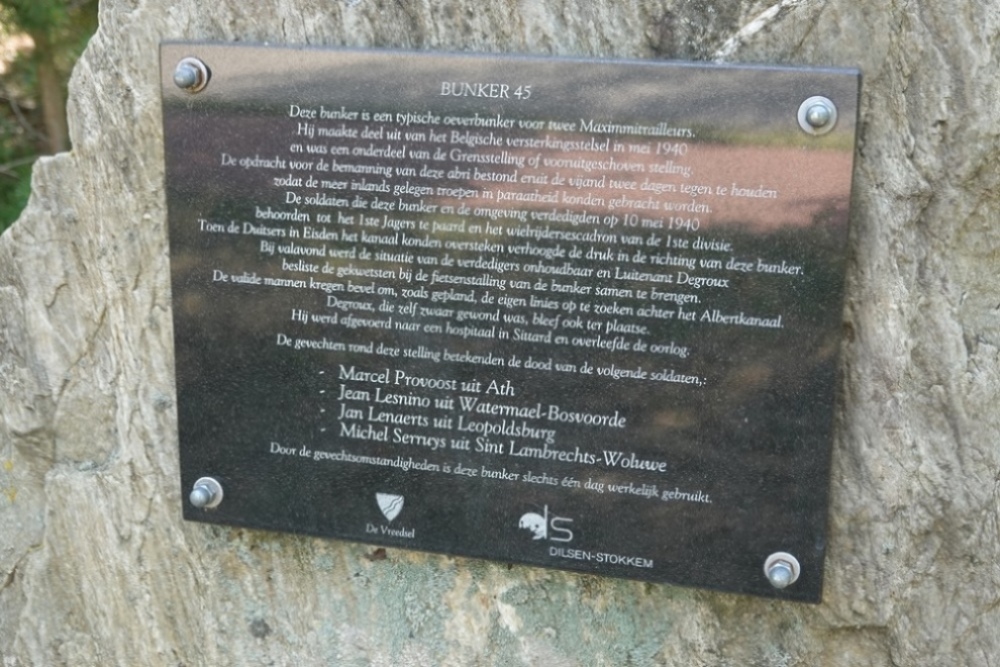 BUNKER 45
Deze bunker is een typische oeverbunker voor twee Maximmitrailleurs.
Hij maakte deel uit van het Belgische versterkingsstelsel in mei 1940
en was een onderdeel van de Grensstelling of vooruitgeschoven stelling.
De opdracht voor de bemanning van deze abri bestond eruit de vijand twee dagen tegen te houden
zodat de meer inlands gelegen troepen in paraatheid konden gebracht worden.
De soldaten die deze bunker en de omgeving verdedigden op 10 mei 1940
behoorden tot het 1ste Jagers te paard en het wielrijdersescadron van de 1ste divisie.
Toen de Duitsers in Eisden het kanaal konden oversteken verhoogde de druk in de richting van deze bunker.
Bij valavond werd de situatie van de verdedigers onhoudbaar en Luitenant Degroux
besliste de gekwetsten bij de fietsenstalling van de bunker samen te brengen.
De valide mannen kregen bevel om, zoals gepland, de eigen linies op te zoeken achter het Albertkanaal.
Degroux, die zelf zwaar gewond was, bleef ook ter plaatse.
Hij werd afgevoerd naar een hospitaal in Sittard en overleefde de oorlog.
De gevechten rond deze stelling betekenden de dood van de volgende soldaten,:
- Marcel Provoost uit Ath
- Jean Lesnino uit Watermael-Bosvoorde
- Jan Lenaerts uit Leopoldsburg
- Michel Serruys uit Sint Lambrechts-Woluwe
Door de gevechtsomstandigheden is deze bunker slechts één dag werkelijk gebruikt.
De Vreedsel
ds
DILSEN-STOKKEM